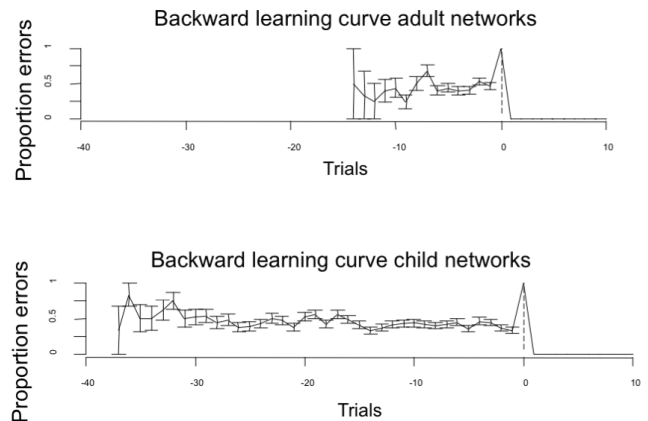 Backward learning curve adult networks
Proportion errors
1
0.5
0
-40 -30 -20 -10 0 10
Trials
Backward learning curve child networks
Proportion errors
1
0.5
0
-40 -30 -20 -10 0 10
Trials